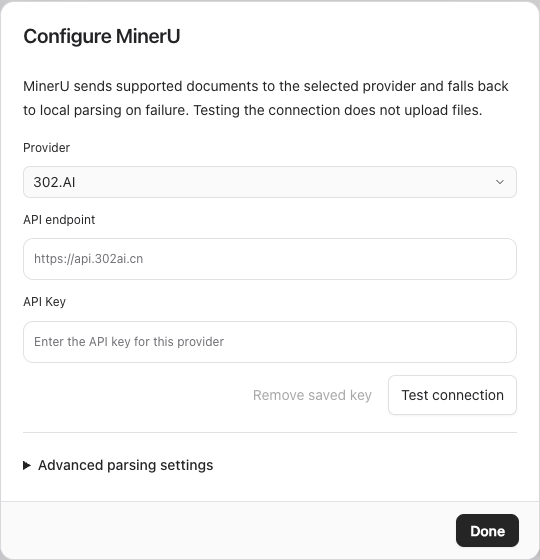 Configure MinerU
MinerU sends supported documents to the selected provider and falls back
to local parsing on failure. Testing the connection does not upload files.
Provider
302.AI
API endpoint
https://api.302ai.cn
API Key
Enter the API key for this provider
Remove saved key
Test connection
Advanced parsing settings
Done